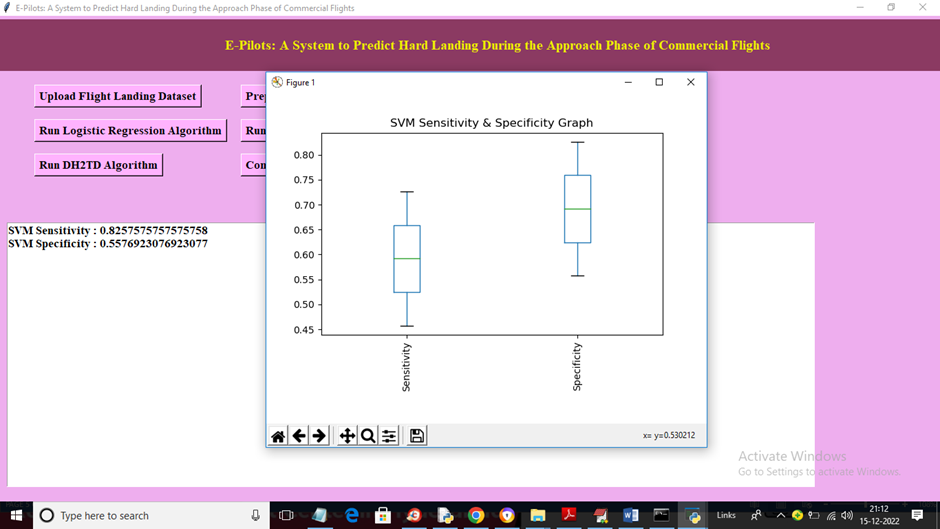 E-Pilots: A System to Predict Hard Landing During the Approach Phase of Commercial Flights
E-Pilots: A System to Predict Hard Landing During the Approach Phase of Commercial Flights
Figure 1
Upload Flight Landing Dataset
Prep
Run Logistic Regression Algorithm
Run
Run DH2TD Algorithm
Com
SVM Sensitivity : 0.8257575757575758
SVM Specificity : 0.5576923076923077
SVM Sensitivity & Specificity Graph
0.80
0.75
0.70
0.65
0.60
0.55
0.50
0.45
Sensitivity
Specificity
x= y=0.530212
Activate Windows
Go to Settings to activate Windows.
Type here to search
Links
21:12
15-12-2022